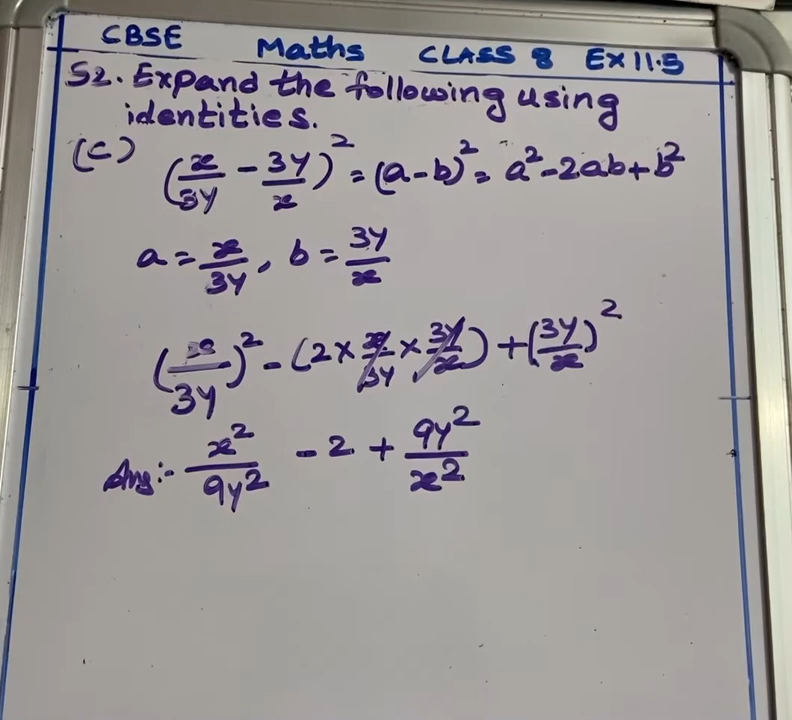 CBSE Maths CLASS 8 EX 11.5
52. Expand the following using
identities.
(c) (x/3y - 3y/x)² = (a-b)² = a²-2ab+b²
a = x/3y, b = 3y/x
(x/3y)² - (2 × x/3y × 3y/x) + (3y/x)²
Ans:- x²/9y² - 2 + 9y²/x²